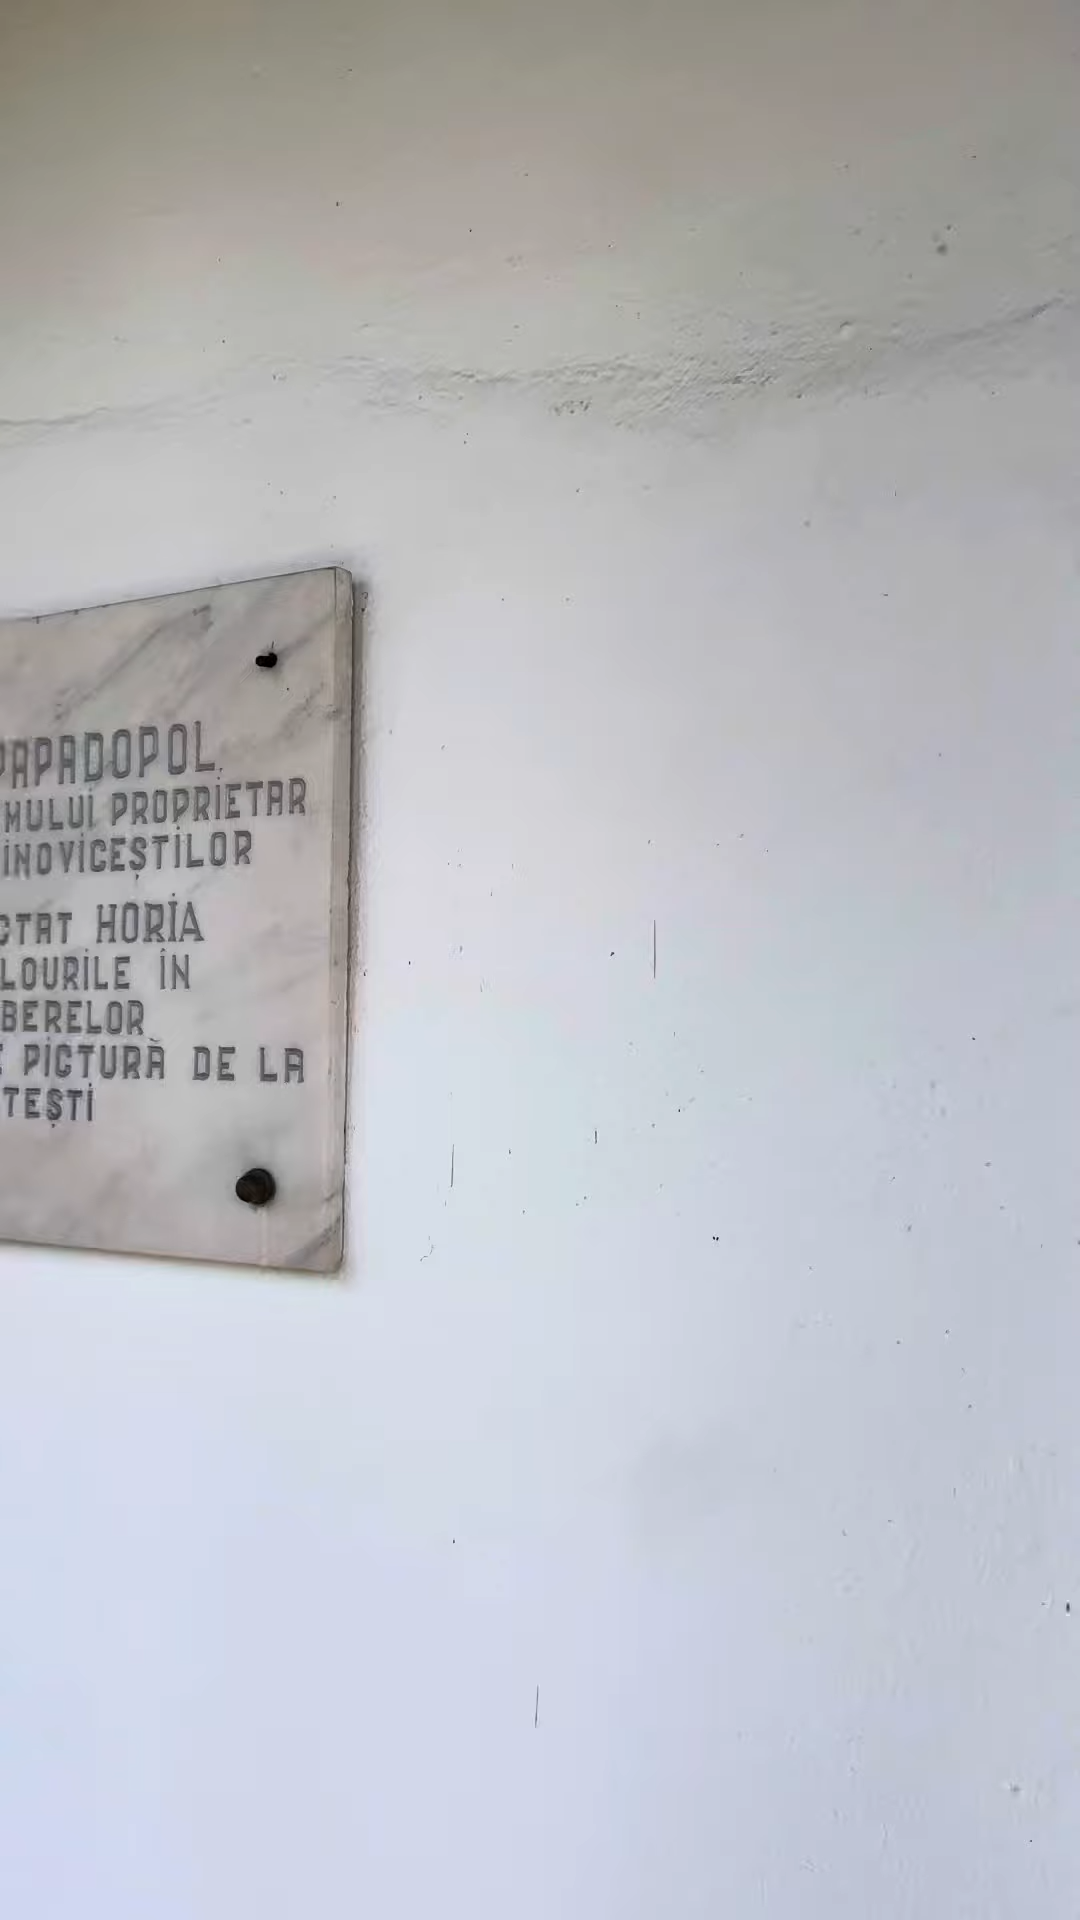 PAPADOPOL,
MULUI PROPRIETAR
INOVICEȘTILOR
CTAT HORIA
LOURILE ÎN
BERELOR
E PICTURĂ DE LA
TEȘTI